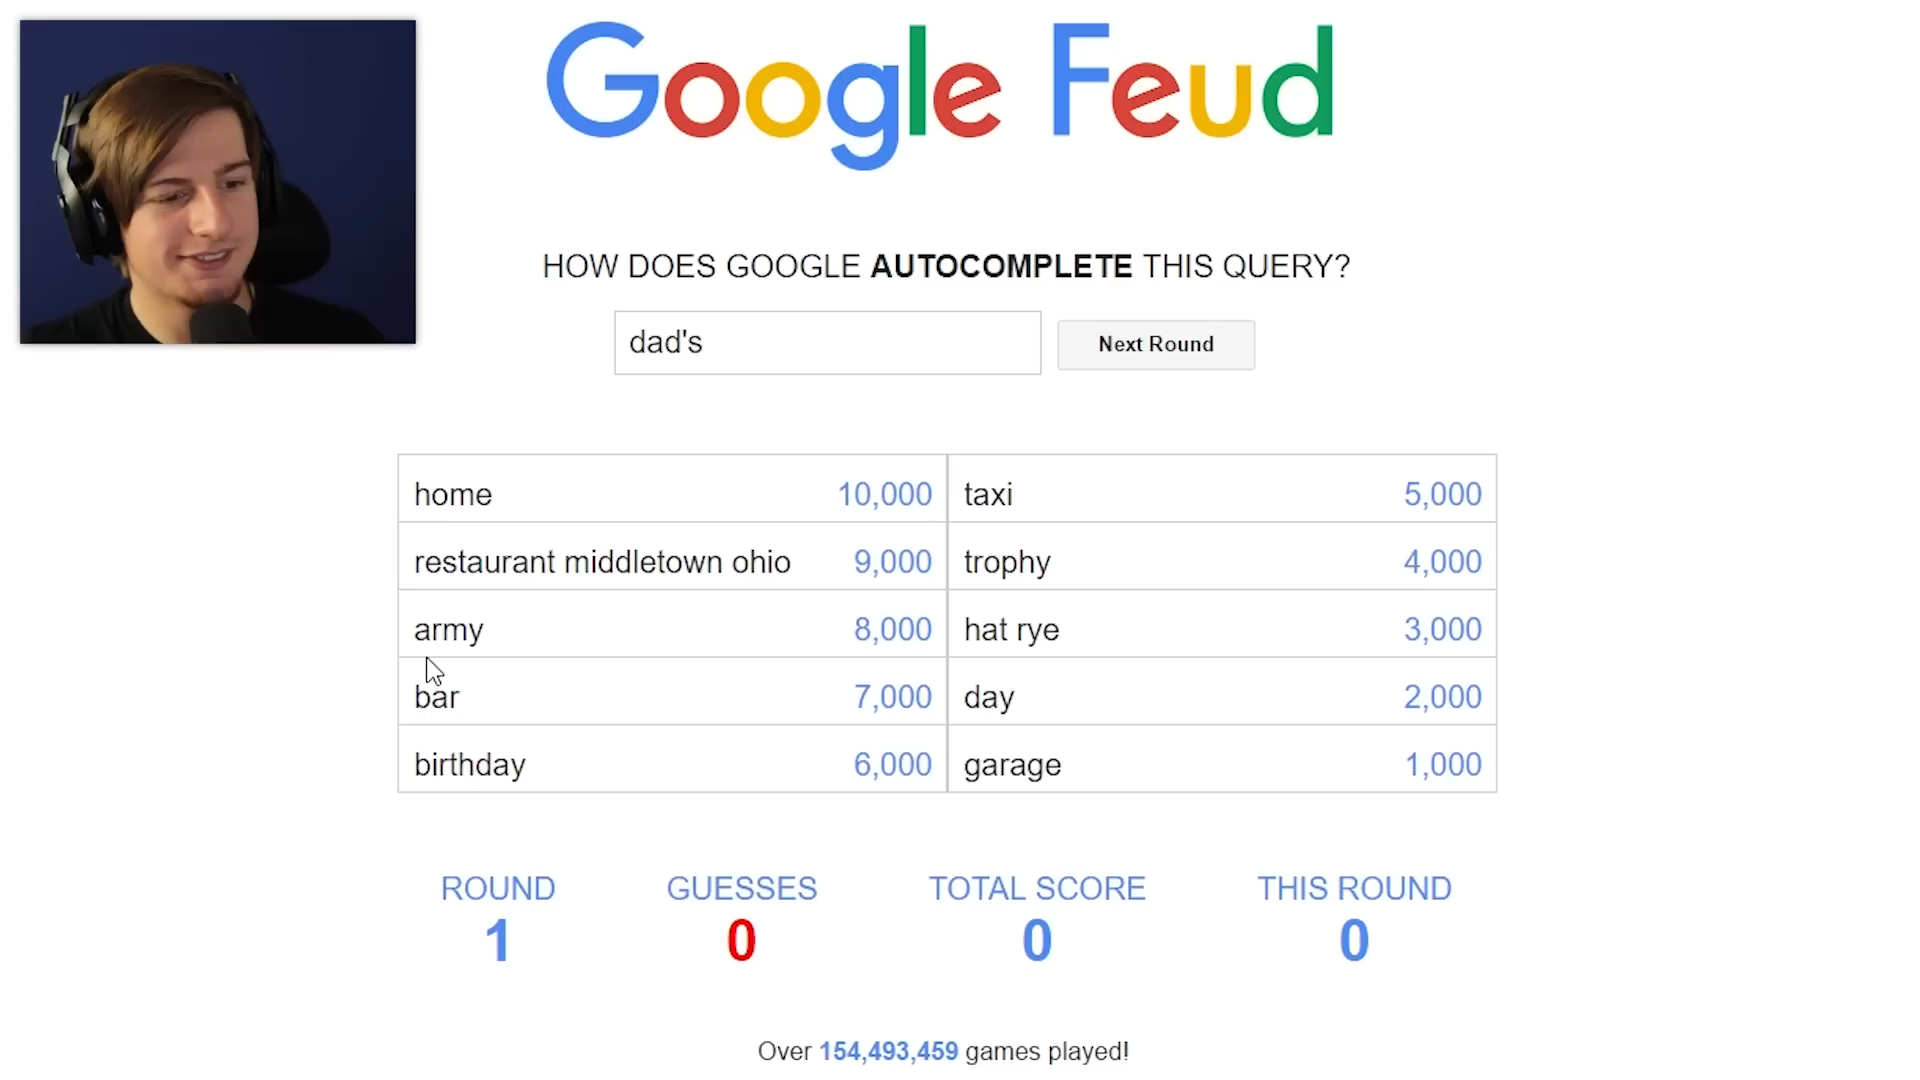 Google Feud
HOW DOES GOOGLE AUTOCOMPLETE THIS QUERY?
dad's
Next Round
home 10,000
restaurant middletown ohio 9,000
army 8,000
bar 7,000
birthday 6,000
taxi 5,000
trophy 4,000
hat rye 3,000
day 2,000
garage 1,000
ROUND
1
GUESSES
0
TOTAL SCORE
0
THIS ROUND
0
Over 154,493,459 games played!